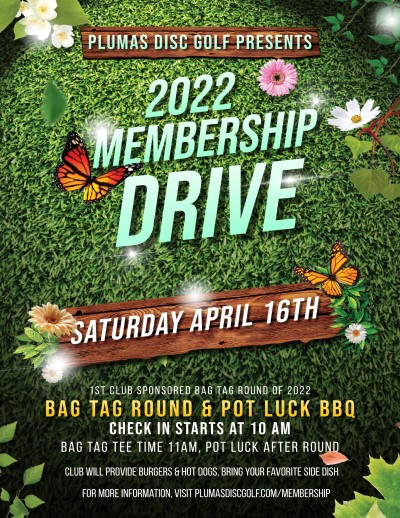 PLUMAS DISC GOLF PRESENTS
2022
MEMBERSHIP
DRIVE
SATURDAY APRIL 16TH
1ST CLUB SPONSORED BAG TAG ROUND OF 2022
BAG TAG ROUND & POT LUCK BBQ
CHECK IN STARTS AT 10 AM
BAG TAG TEE TIME 11AM, POT LUCK AFTER ROUND
CLUB WILL PROVIDE BURGERS & HOT DOGS, BRING YOUR FAVORITE SIDE DISH
FOR MORE INFORMATION, VISIT PLUMASDISCGOLF.COM/MEMBERSHIP